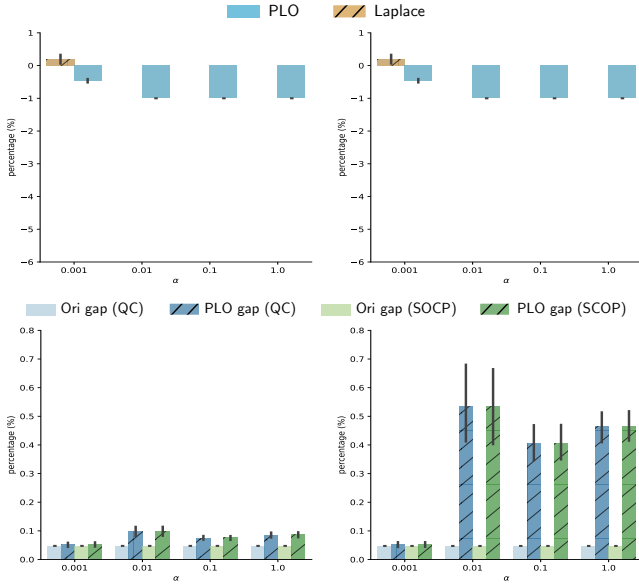 PLO Laplace
1 1
0 0
−1 −1
−2 −2
−3 −3
−4 −4
−5 −5
−6 −6
percentage (%) percentage (%)
0.001 0.01 0.1 1.0 0.001 0.01 0.1 1.0
α α
Ori gap (QC) PLO gap (QC) Ori gap (SOCP) PLO gap (SCOP)
0.8 0.8
0.7 0.7
0.6 0.6
0.5 0.5
0.4 0.4
0.3 0.3
0.2 0.2
0.1 0.1
0.0 0.0
percentage (%) percentage (%)
0.001 0.01 0.1 1.0 0.001 0.01 0.1 1.0
α α